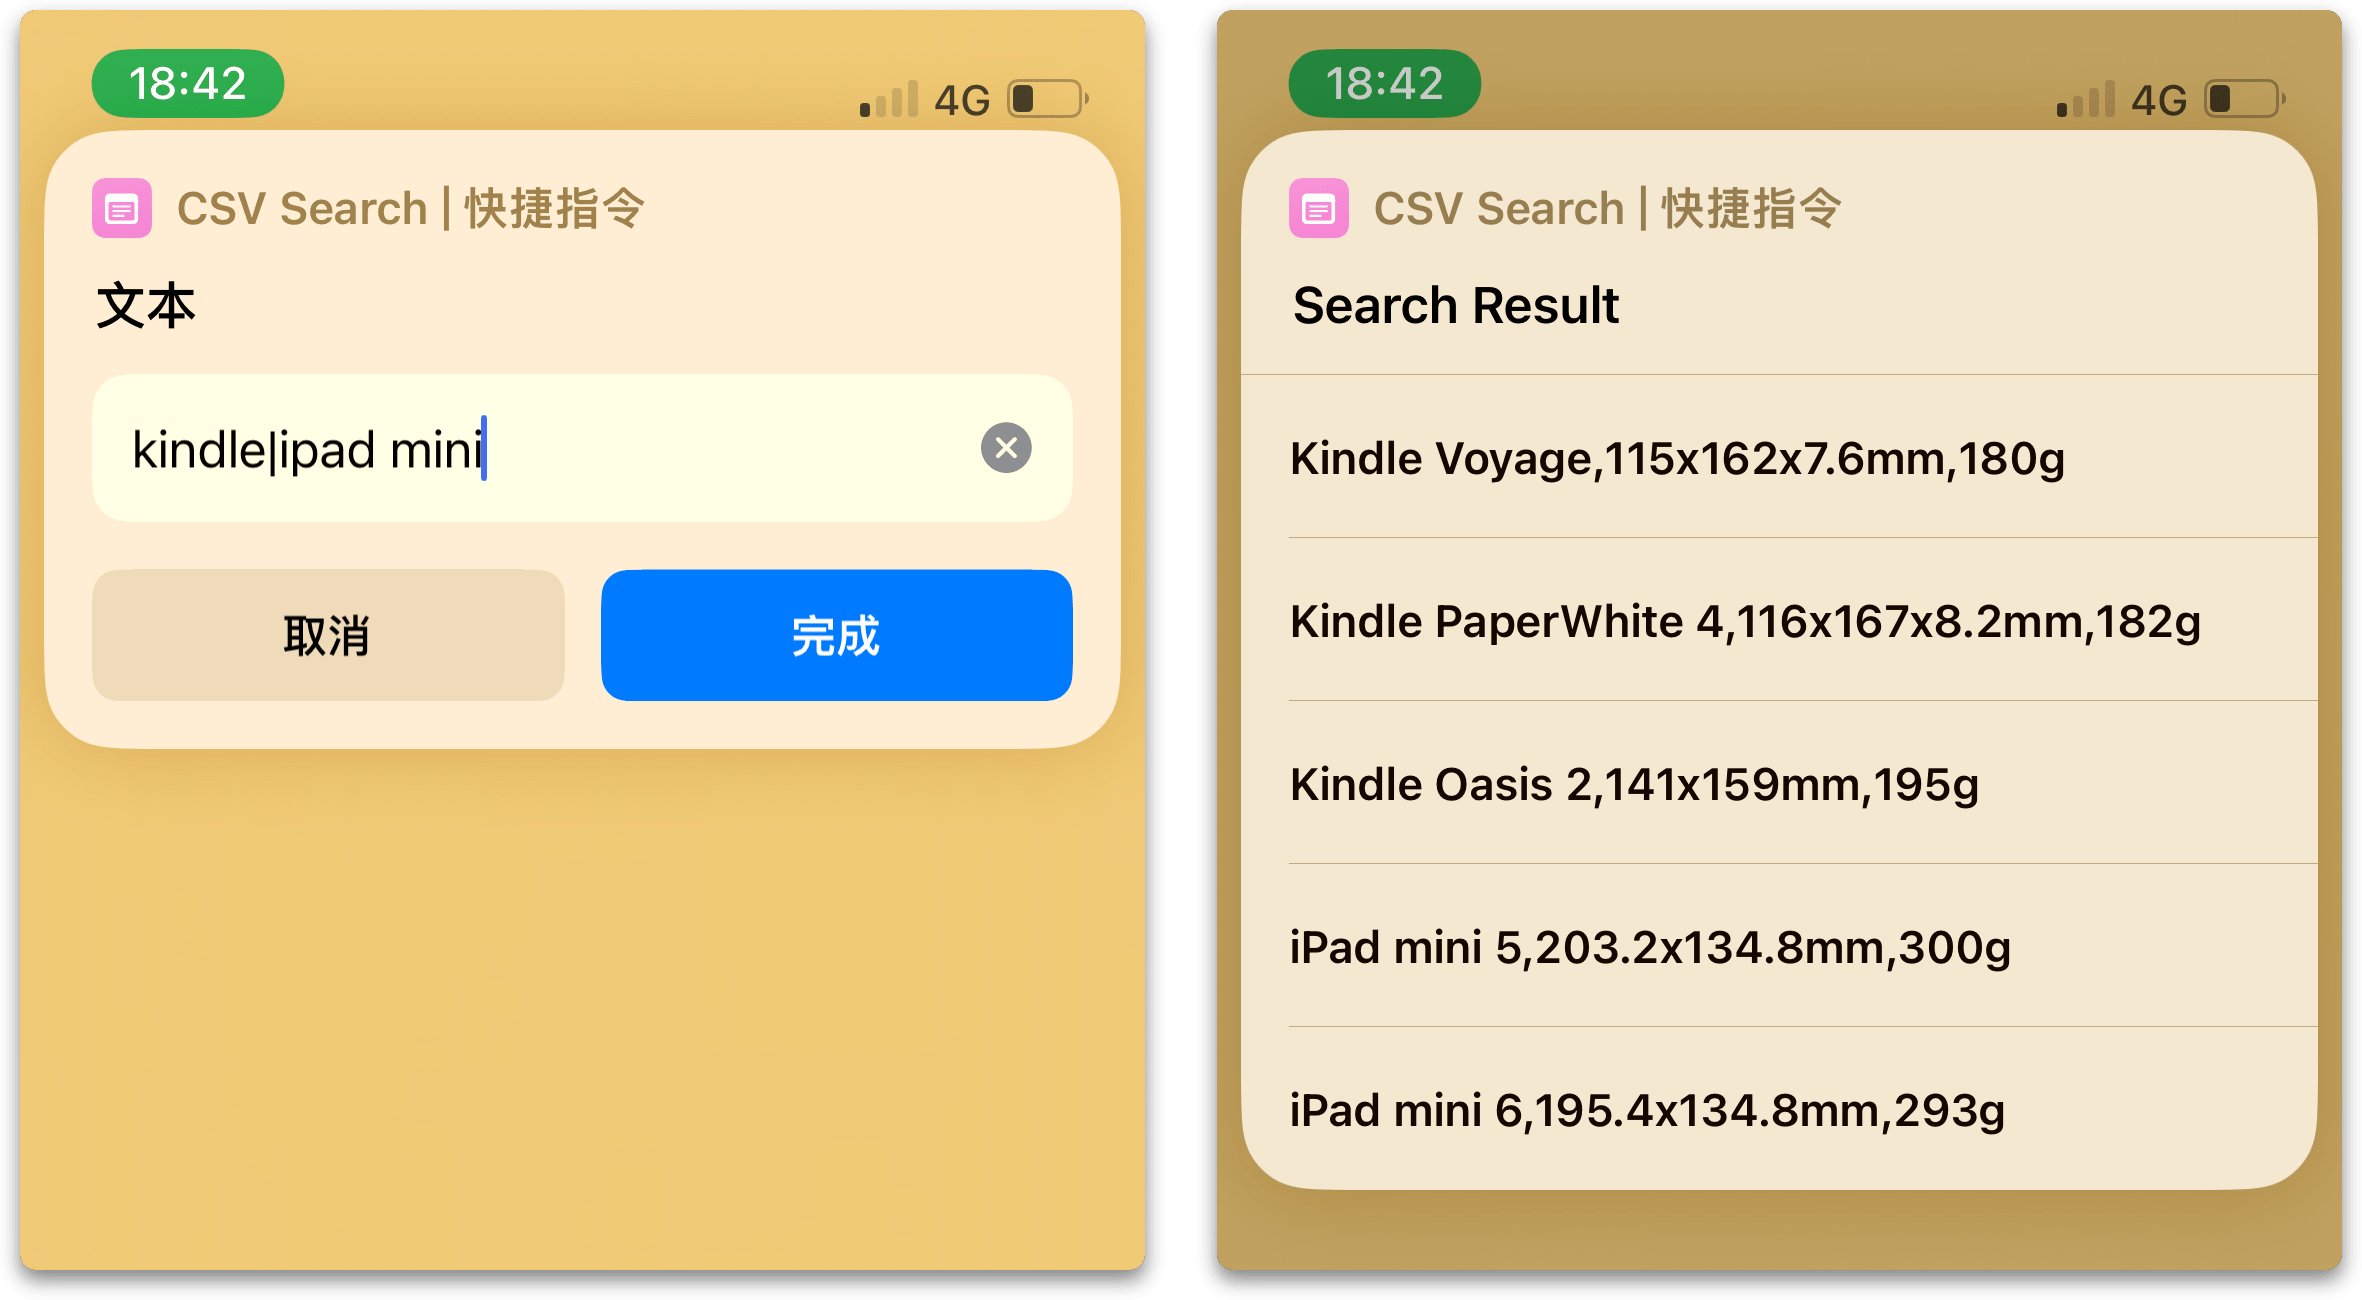 18:42
4G
CSV Search | 快捷指令
文本
kindle|ipad mini
取消
完成
18:42
4G
CSV Search | 快捷指令
Search Result
Kindle Voyage,115x162x7.6mm,180g
Kindle PaperWhite 4,116x167x8.2mm,182g
Kindle Oasis 2,141x159mm,195g
iPad mini 5,203.2x134.8mm,300g
iPad mini 6,195.4x134.8mm,293g